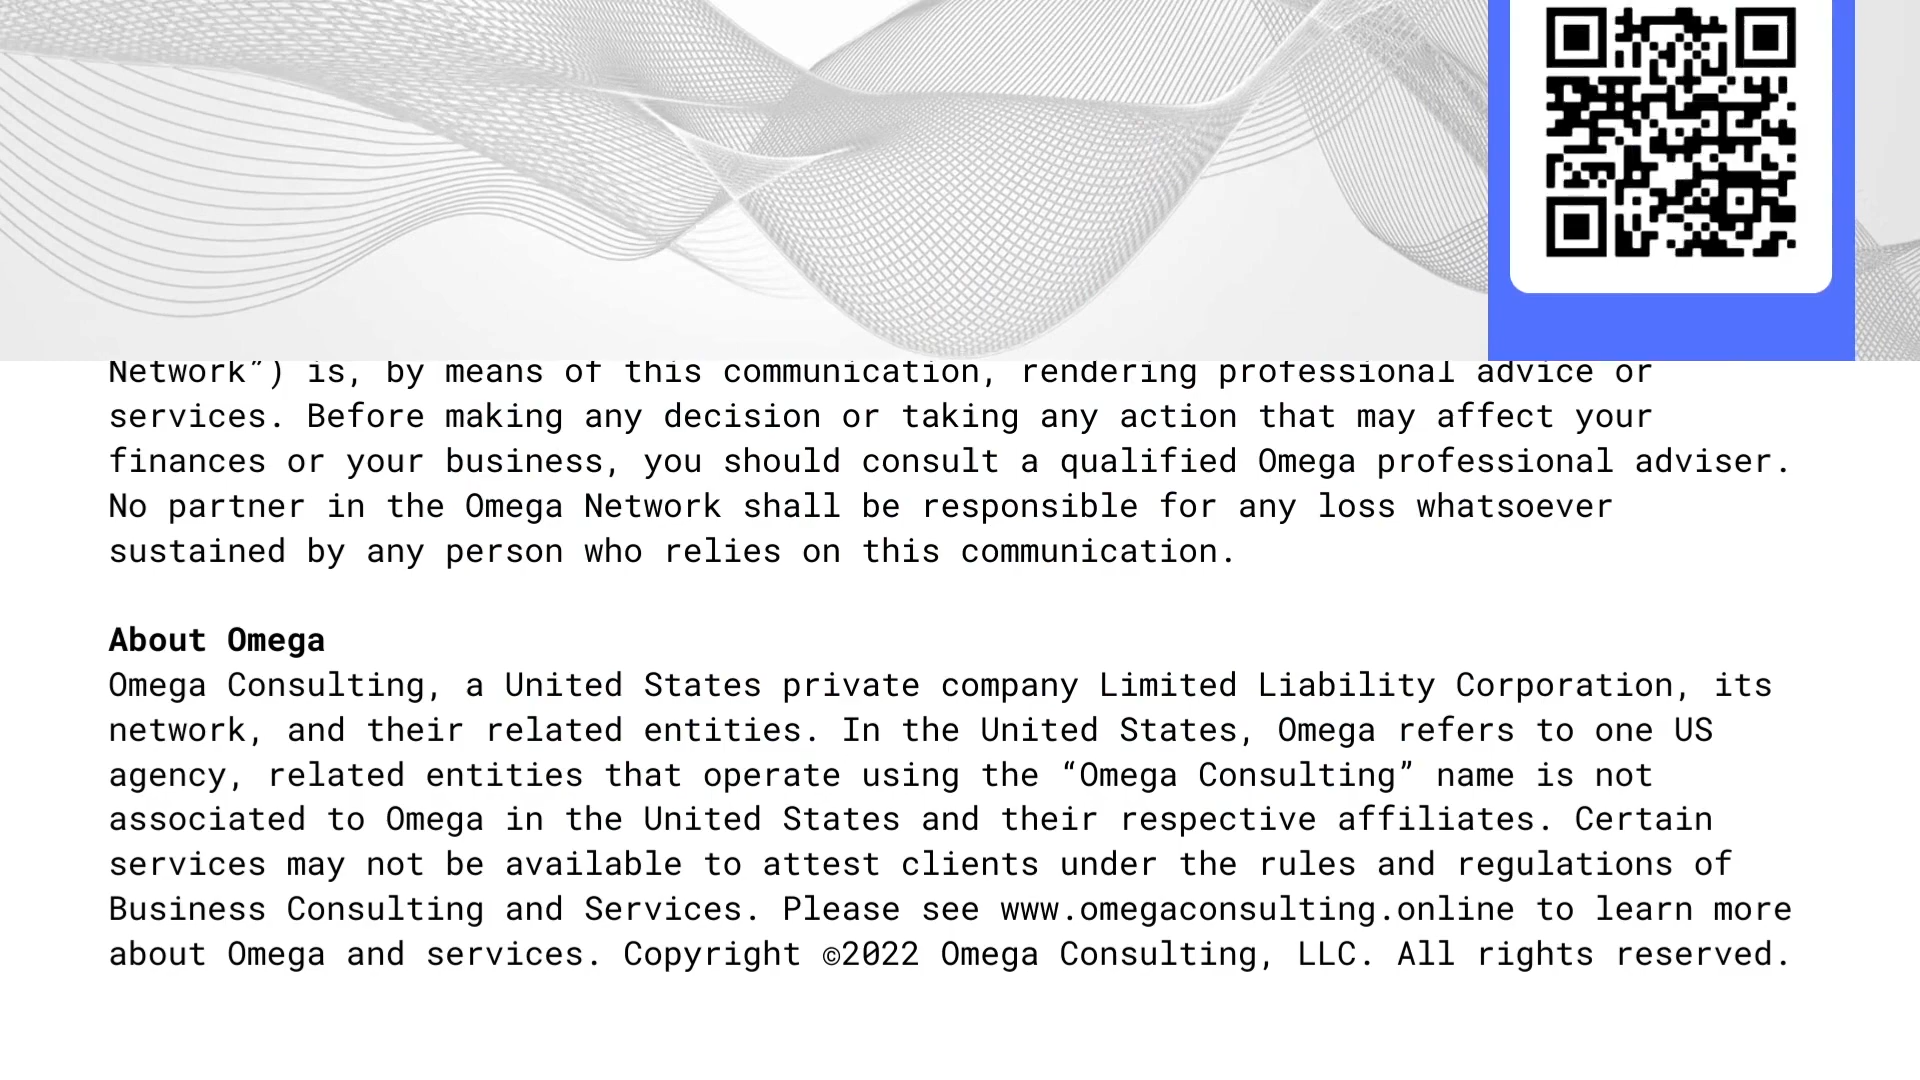 Network”) is, by means of this communication, rendering professional advice or
services. Before making any decision or taking any action that may affect your
finances or your business, you should consult a qualified Omega professional adviser.
No partner in the Omega Network shall be responsible for any loss whatsoever
sustained by any person who relies on this communication.
About Omega
Omega Consulting, a United States private company Limited Liability Corporation, its
network, and their related entities. In the United States, Omega refers to one US
agency, related entities that operate using the “Omega Consulting” name is not
associated to Omega in the United States and their respective affiliates. Certain
services may not be available to attest clients under the rules and regulations of
Business Consulting and Services. Please see www.omegaconsulting.online to learn more
about Omega and services. Copyright ©2022 Omega Consulting, LLC. All rights reserved.